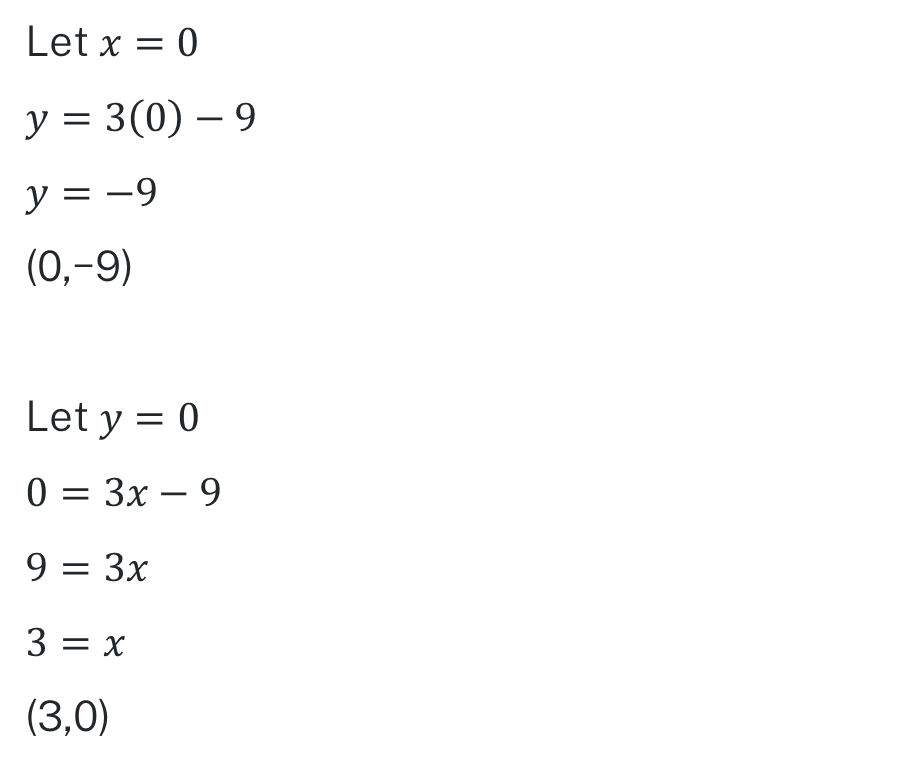 Let x = 0
y = 3(0) − 9
y = −9
(0,−9)
Let y = 0
0 = 3x − 9
9 = 3x
3 = x
(3,0)